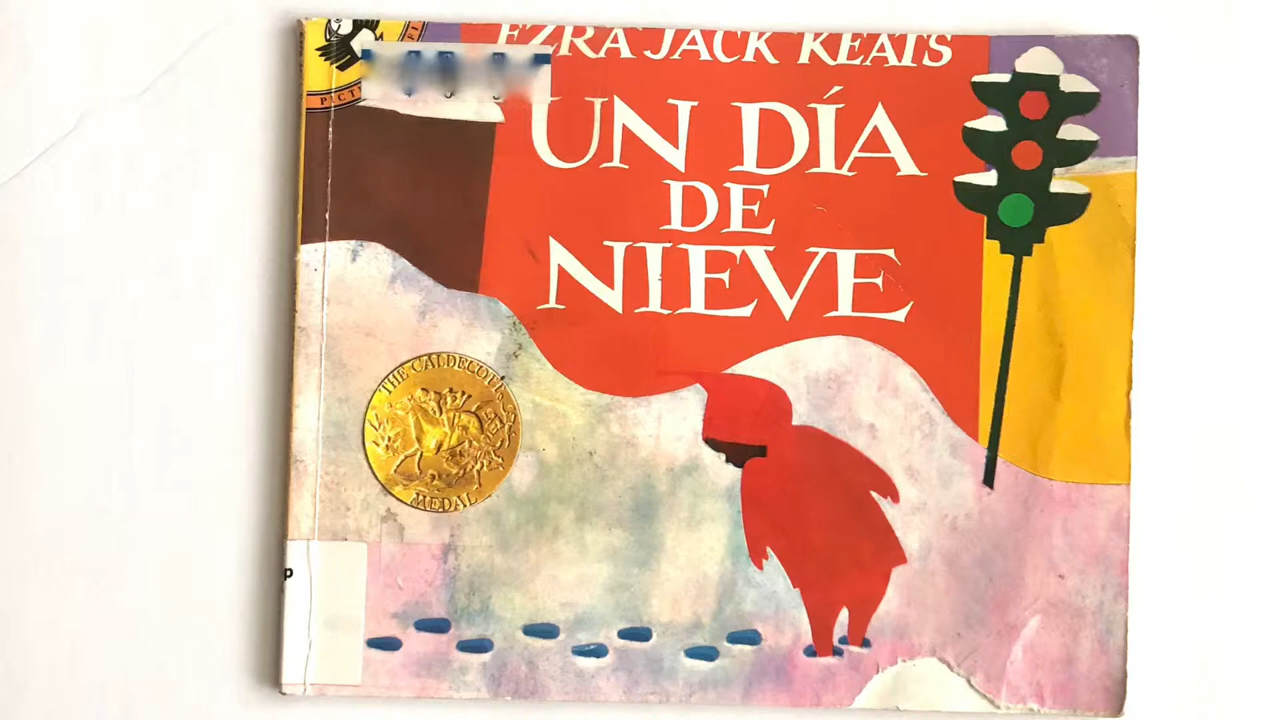 EZRA JACK KEATS
UN DÍA
DE
NIEVE
THE CALDECOTT
MEDAL
P